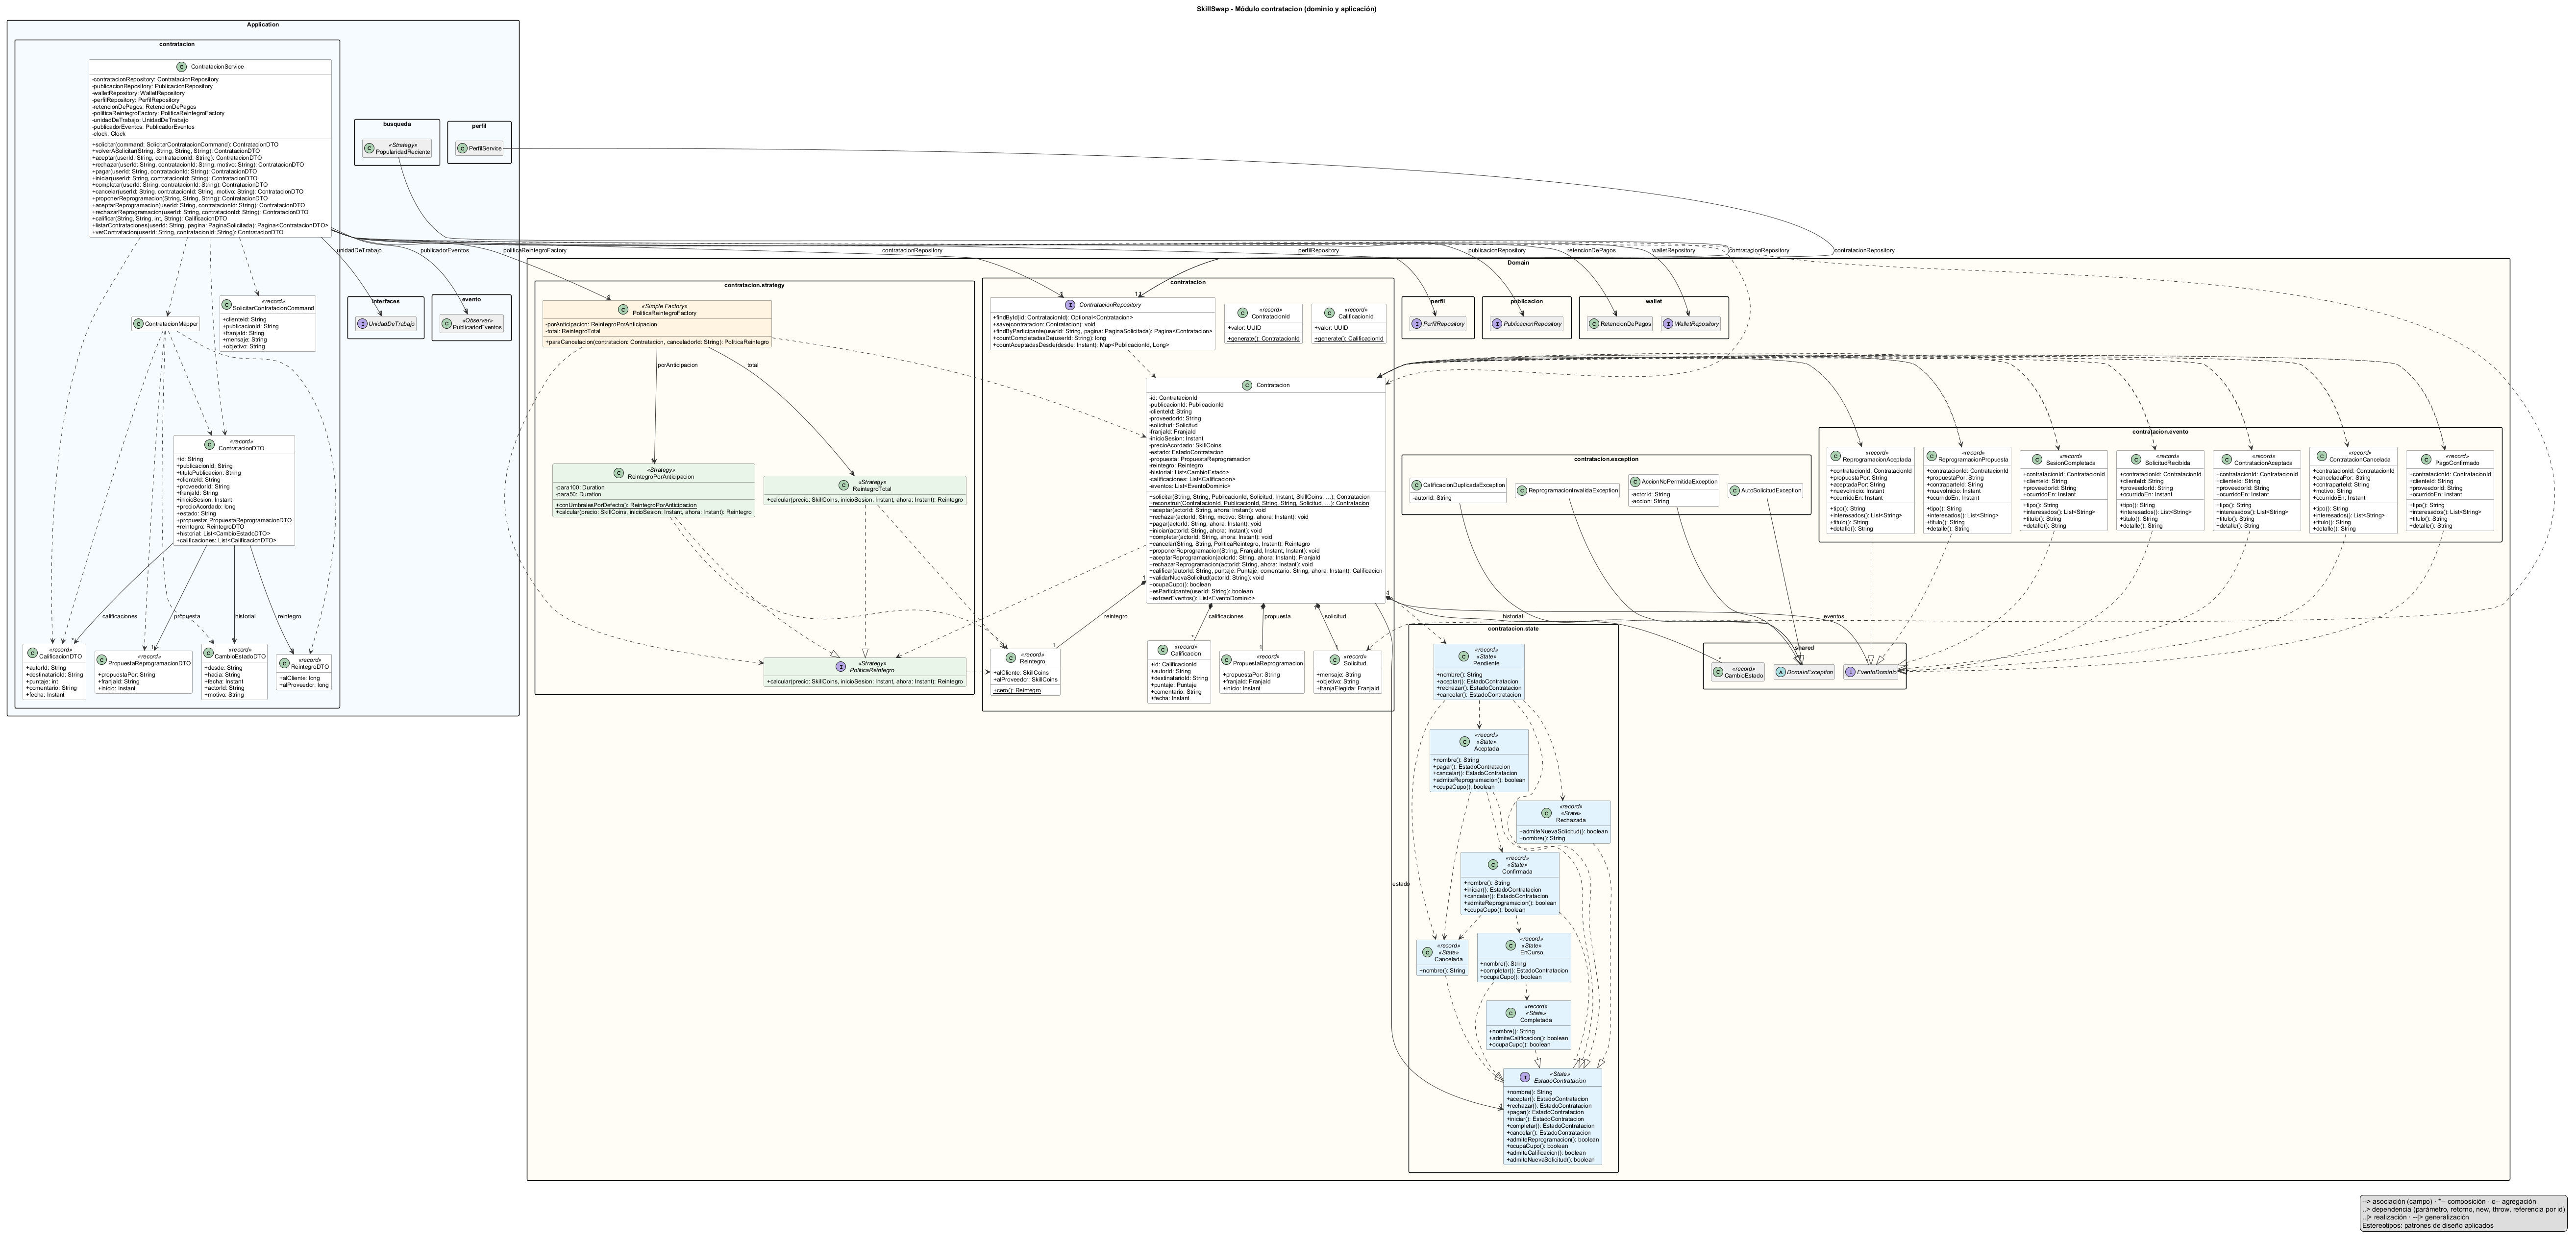 SkillSwap - Módulo contratacion (dominio y aplicación)
Application
contratacion
ContratacionService
-contratacionRepository: ContratacionRepository
-publicacionRepository: PublicacionRepository
-walletRepository: WalletRepository
-perfilRepository: PerfilRepository
-retencionDePagos: RetencionDePagos
-politicaReintegroFactory: PoliticaReintegroFactory
-unidadDeTrabajo: UnidadDeTrabajo
-publicadorEventos: PublicadorEventos
-clock: Clock
+solicitar(command: SolicitarContratacionCommand): ContratacionDTO
+volverASolicitar(String, String, String, String): ContratacionDTO
+aceptar(userId: String, contratacionId: String): ContratacionDTO
+rechazar(userId: String, contratacionId: String, motivo: String): ContratacionDTO
+pagar(userId: String, contratacionId: String): ContratacionDTO
+iniciar(userId: String, contratacionId: String): ContratacionDTO
+completar(userId: String, contratacionId: String): ContratacionDTO
+cancelar(userId: String, contratacionId: String, motivo: String): ContratacionDTO
+proponerReprogramacion(String, String, String): ContratacionDTO
+aceptarReprogramacion(userId: String, contratacionId: String): ContratacionDTO
+rechazarReprogramacion(userId: String, contratacionId: String): ContratacionDTO
+calificar(String, String, int, String): CalificacionDTO
+listarContrataciones(userId: String, pagina: PaginaSolicitada): Pagina<ContratacionDTO>
+verContratacion(userId: String, contratacionId: String): ContratacionDTO
busqueda
«Strategy»
PopularidadReciente
perfil
PerfilService
unidadDeTrabajo
publicadorEventos
politicaReintegroFactory
contratacionRepository
perfilRepository
publicacionRepository
retencionDePagos
walletRepository
contratacionRepository
contratacionRepository
ContratacionMapper
«record»
SolicitarContratacionCommand
+clienteId: String
+publicacionId: String
+franjaId: String
+mensaje: String
+objetivo: String
interfaces
UnidadDeTrabajo
evento
«Observer»
PublicadorEventos
«record»
ContratacionDTO
+id: String
+publicacionId: String
+tituloPublicacion: String
+clienteId: String
+proveedorId: String
+franjaId: String
+inicioSesion: Instant
+precioAcordado: long
+estado: String
+propuesta: PropuestaReprogramacionDTO
+reintegro: ReintegroDTO
+historial: List<CambioEstadoDTO>
+calificaciones: List<CalificacionDTO>
calificaciones
propuesta
historial
reintegro
«record»
CalificacionDTO
+autorId: String
+destinatarioId: String
+puntaje: int
+comentario: String
+fecha: Instant
«record»
PropuestaReprogramacionDTO
+propuestaPor: String
+franjaId: String
+inicio: Instant
«record»
CambioEstadoDTO
+desde: String
+hacia: String
+fecha: Instant
+actorId: String
+motivo: String
«record»
ReintegroDTO
+alCliente: long
+alProveedor: long
Domain
contratacion.strategy
«Simple Factory»
PoliticaReintegroFactory
-porAnticipacion: ReintegroPorAnticipacion
-total: ReintegroTotal
+paraCancelacion(contratacion: Contratacion, canceladorId: String): PoliticaReintegro
porAnticipacion
total
«Strategy»
ReintegroPorAnticipacion
-para100: Duration
-para50: Duration
+conUmbralesPorDefecto(): ReintegroPorAnticipacion
+calcular(precio: SkillCoins, inicioSesion: Instant, ahora: Instant): Reintegro
«Strategy»
ReintegroTotal
+calcular(precio: SkillCoins, inicioSesion: Instant, ahora: Instant): Reintegro
«Strategy»
PoliticaReintegro
+calcular(precio: SkillCoins, inicioSesion: Instant, ahora: Instant): Reintegro
contratacion
ContratacionRepository
+findById(id: ContratacionId): Optional<Contratacion>
+save(contratacion: Contratacion): void
+findByParticipante(userId: String, pagina: PaginaSolicitada): Pagina<Contratacion>
+countCompletadasDe(userId: String): long
+countAceptadasDesde(desde: Instant): Map<PublicacionId, Long>
«record»
ContratacionId
+valor: UUID
+generate(): ContratacionId
«record»
CalificacionId
+valor: UUID
+generate(): CalificacionId
Contratacion
-id: ContratacionId
-publicacionId: PublicacionId
-clienteId: String
-proveedorId: String
-solicitud: Solicitud
-franjaId: FranjaId
-inicioSesion: Instant
-precioAcordado: SkillCoins
-estado: EstadoContratacion
-propuesta: PropuestaReprogramacion
-reintegro: Reintegro
-historial: List<CambioEstado>
-calificaciones: List<Calificacion>
-eventos: List<EventoDominio>
+solicitar(String, String, PublicacionId, Solicitud, Instant, SkillCoins, ...): Contratacion
+reconstruir(ContratacionId, PublicacionId, String, String, Solicitud, ...): Contratacion
+aceptar(actorId: String, ahora: Instant): void
+rechazar(actorId: String, motivo: String, ahora: Instant): void
+pagar(actorId: String, ahora: Instant): void
+iniciar(actorId: String, ahora: Instant): void
+completar(actorId: String, ahora: Instant): void
+cancelar(String, String, PoliticaReintegro, Instant): Reintegro
+proponerReprogramacion(String, FranjaId, Instant, Instant): void
+aceptarReprogramacion(actorId: String, ahora: Instant): FranjaId
+rechazarReprogramacion(actorId: String, ahora: Instant): void
+calificar(autorId: String, puntaje: Puntaje, comentario: String, ahora: Instant): Calificacion
+validarNuevaSolicitud(actorId: String): void
+ocupaCupo(): boolean
+esParticipante(userId: String): boolean
+extraerEventos(): List<EventoDominio>
reintegro
calificaciones
propuesta
solicitud
estado
historial
eventos
«record»
Reintegro
+alCliente: SkillCoins
+alProveedor: SkillCoins
+cero(): Reintegro
Calificacion
+id: CalificacionId
+autorId: String
+destinatarioId: String
+puntaje: Puntaje
+comentario: String
+fecha: Instant
«record»
PropuestaReprogramacion
+propuestaPor: String
+franjaId: FranjaId
+inicio: Instant
«record»
Solicitud
+mensaje: String
+objetivo: String
+franjaElegida: FranjaId
perfil
PerfilRepository
publicacion
PublicacionRepository
wallet
RetencionDePagos
WalletRepository
contratacion.exception
CalificacionDuplicadaException
-autorId: String
ReprogramacionInvalidaException
AccionNoPermitidaException
-actorId: String
-accion: String
AutoSolicitudException
contratacion.evento
«record»
ReprogramacionAceptada
+contratacionId: ContratacionId
+propuestaPor: String
+aceptadaPor: String
+nuevoInicio: Instant
+ocurridoEn: Instant
+tipo(): String
+interesados(): List<String>
+titulo(): String
+detalle(): String
«record»
ReprogramacionPropuesta
+contratacionId: ContratacionId
+propuestaPor: String
+contraparteId: String
+nuevoInicio: Instant
+ocurridoEn: Instant
+tipo(): String
+interesados(): List<String>
+titulo(): String
+detalle(): String
«record»
SesionCompletada
+contratacionId: ContratacionId
+clienteId: String
+proveedorId: String
+ocurridoEn: Instant
+tipo(): String
+interesados(): List<String>
+titulo(): String
+detalle(): String
«record»
SolicitudRecibida
+contratacionId: ContratacionId
+clienteId: String
+proveedorId: String
+ocurridoEn: Instant
+tipo(): String
+interesados(): List<String>
+titulo(): String
+detalle(): String
«record»
ContratacionAceptada
+contratacionId: ContratacionId
+clienteId: String
+proveedorId: String
+ocurridoEn: Instant
+tipo(): String
+interesados(): List<String>
+titulo(): String
+detalle(): String
«record»
ContratacionCancelada
+contratacionId: ContratacionId
+canceladaPor: String
+contraparteId: String
+motivo: String
+ocurridoEn: Instant
+tipo(): String
+interesados(): List<String>
+titulo(): String
+detalle(): String
«record»
PagoConfirmado
+contratacionId: ContratacionId
+clienteId: String
+proveedorId: String
+ocurridoEn: Instant
+tipo(): String
+interesados(): List<String>
+titulo(): String
+detalle(): String
shared
«record»
CambioEstado
DomainException
EventoDominio
contratacion.state
«record»
«State»
Pendiente
+nombre(): String
+aceptar(): EstadoContratacion
+rechazar(): EstadoContratacion
+cancelar(): EstadoContratacion
«record»
«State»
Aceptada
+nombre(): String
+pagar(): EstadoContratacion
+cancelar(): EstadoContratacion
+admiteReprogramacion(): boolean
+ocupaCupo(): boolean
«record»
«State»
Rechazada
+admiteNuevaSolicitud(): boolean
+nombre(): String
«record»
«State»
Confirmada
+nombre(): String
+iniciar(): EstadoContratacion
+cancelar(): EstadoContratacion
+admiteReprogramacion(): boolean
+ocupaCupo(): boolean
«record»
«State»
Cancelada
+nombre(): String
«record»
«State»
EnCurso
+nombre(): String
+completar(): EstadoContratacion
+ocupaCupo(): boolean
«record»
«State»
Completada
+nombre(): String
+admiteCalificacion(): boolean
+ocupaCupo(): boolean
«State»
EstadoContratacion
+nombre(): String
+aceptar(): EstadoContratacion
+rechazar(): EstadoContratacion
+pagar(): EstadoContratacion
+iniciar(): EstadoContratacion
+completar(): EstadoContratacion
+cancelar(): EstadoContratacion
+admiteReprogramacion(): boolean
+ocupaCupo(): boolean
+admiteCalificacion(): boolean
+admiteNuevaSolicitud(): boolean
--> asociación (campo) · *-- composición · o-- agregación
..> dependencia (parámetro, retorno, new, throw, referencia por id)
..|> realización · --|> generalización
Estereotipos: patrones de diseño aplicados